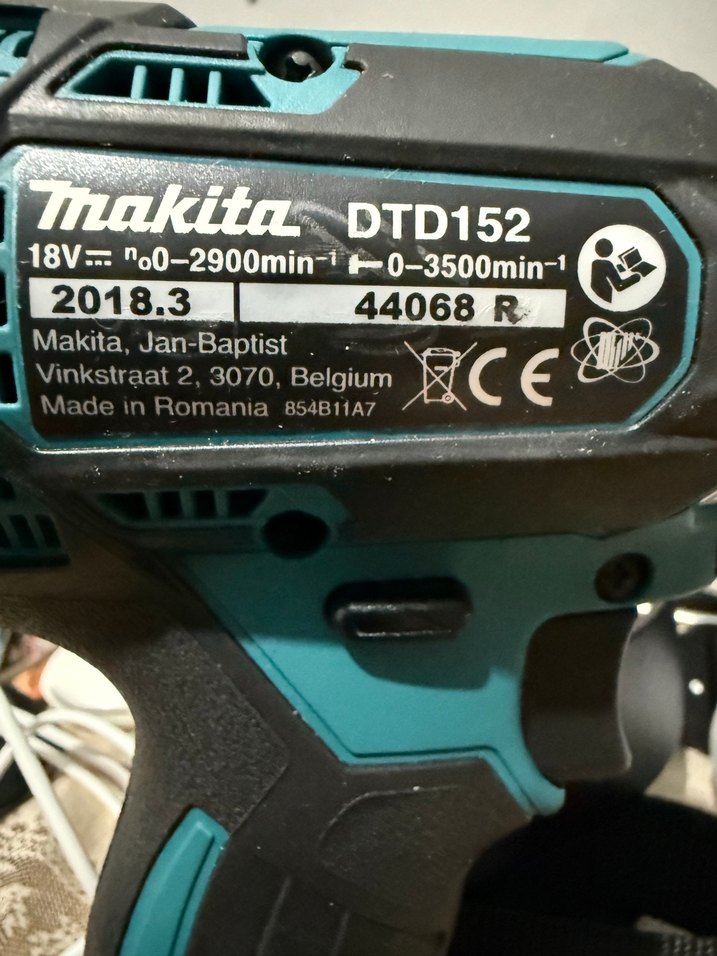 makita DTD152
18V⎓ n₀0–2900min⁻¹ 0–3500min⁻¹
2018.3 44068 R
Makita, Jan-Baptist
Vinkstraat 2, 3070, Belgium
CE
Made in Romania 854B11A7